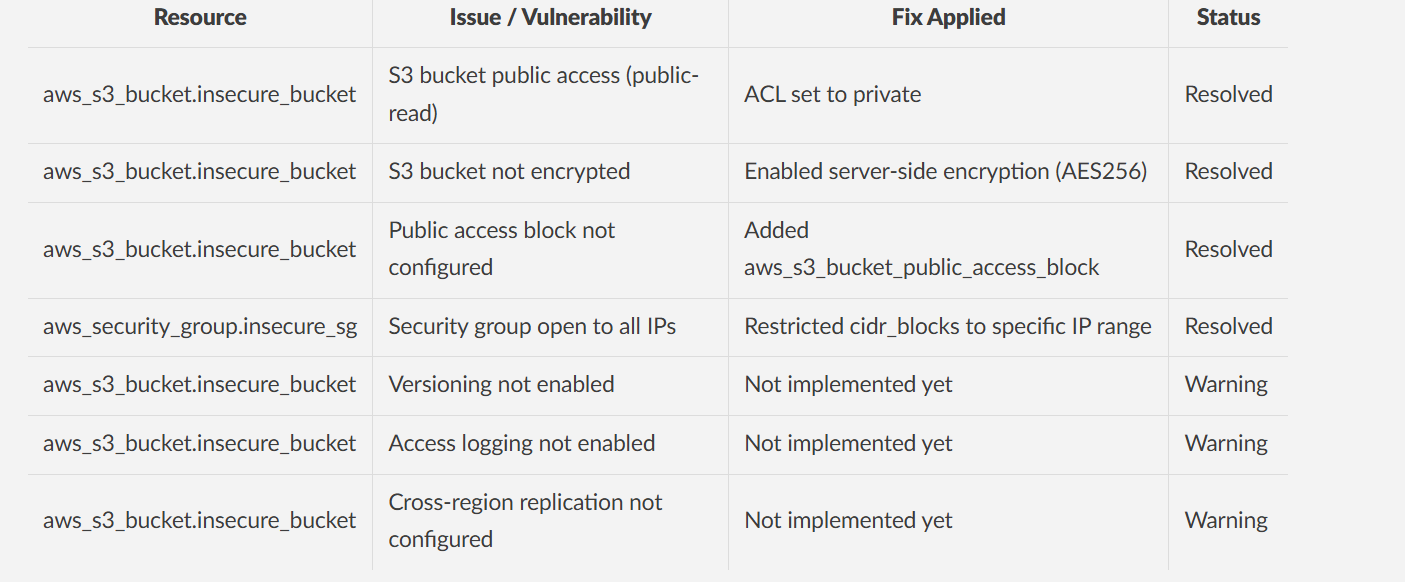 Resource Issue / Vulnerability Fix Applied Status
aws_s3_bucket.insecure_bucket S3 bucket public access (public-
read) ACL set to private Resolved
aws_s3_bucket.insecure_bucket S3 bucket not encrypted Enabled server-side encryption (AES256) Resolved
aws_s3_bucket.insecure_bucket Public access block not
configured Added
aws_s3_bucket_public_access_block Resolved
aws_security_group.insecure_sg Security group open to all IPs Restricted cidr_blocks to specific IP range Resolved
aws_s3_bucket.insecure_bucket Versioning not enabled Not implemented yet Warning
aws_s3_bucket.insecure_bucket Access logging not enabled Not implemented yet Warning
aws_s3_bucket.insecure_bucket Cross-region replication not
configured Not implemented yet Warning